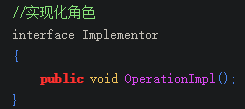 //实现化角色
interface Implementor
{
    public void OperationImpl();
}